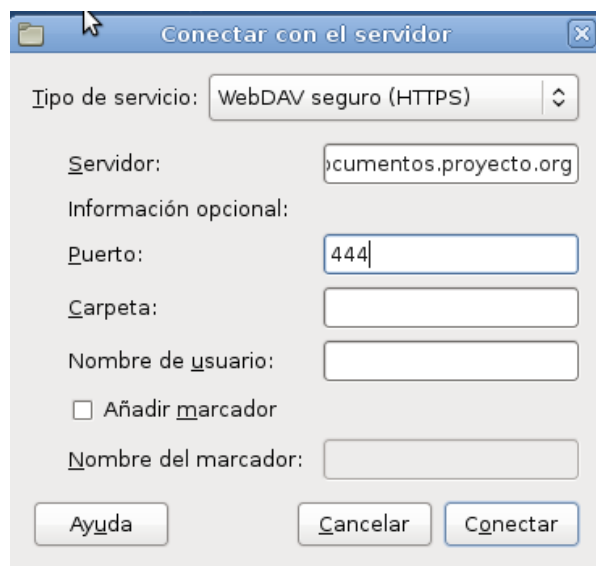 Conectar con el servidor
Tipo de servicio: WebDAV seguro (HTTPS)
Servidor: ocumentos.proyecto.org
Información opcional:
Puerto: 444
Carpeta:
Nombre de usuario:
Añadir marcador
Nombre del marcador:
Ayuda Cancelar Conectar